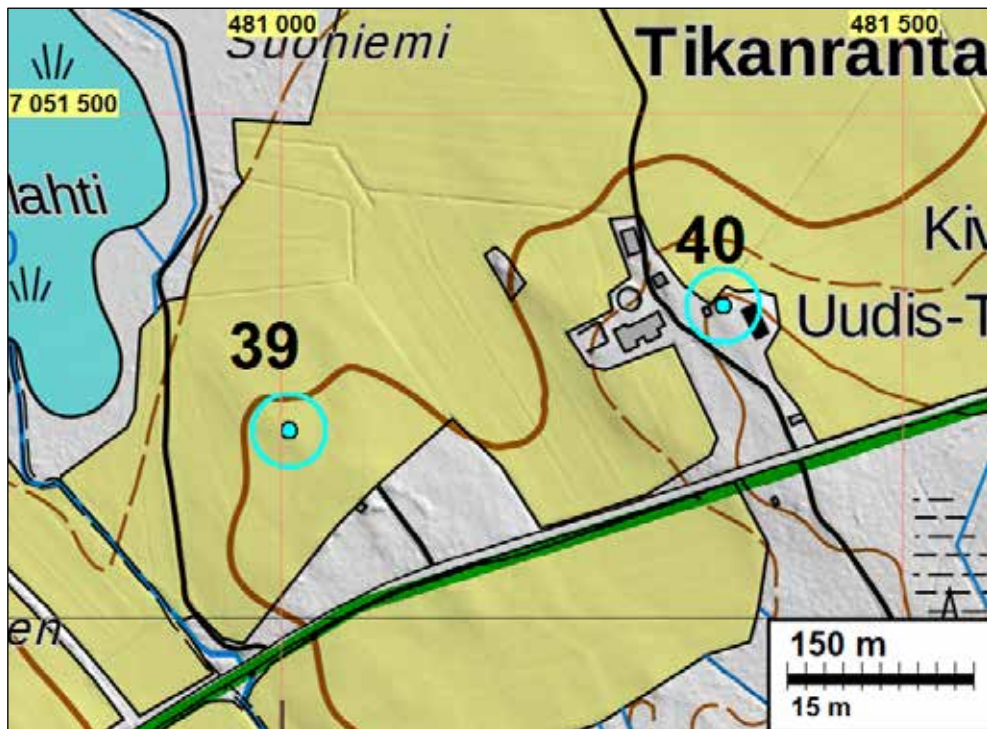 481 000
481 500
Suoniemi
Tikanranta
7 051 500
lahti
40
Kiv
39
Uudis-T
en
150 m
15 m